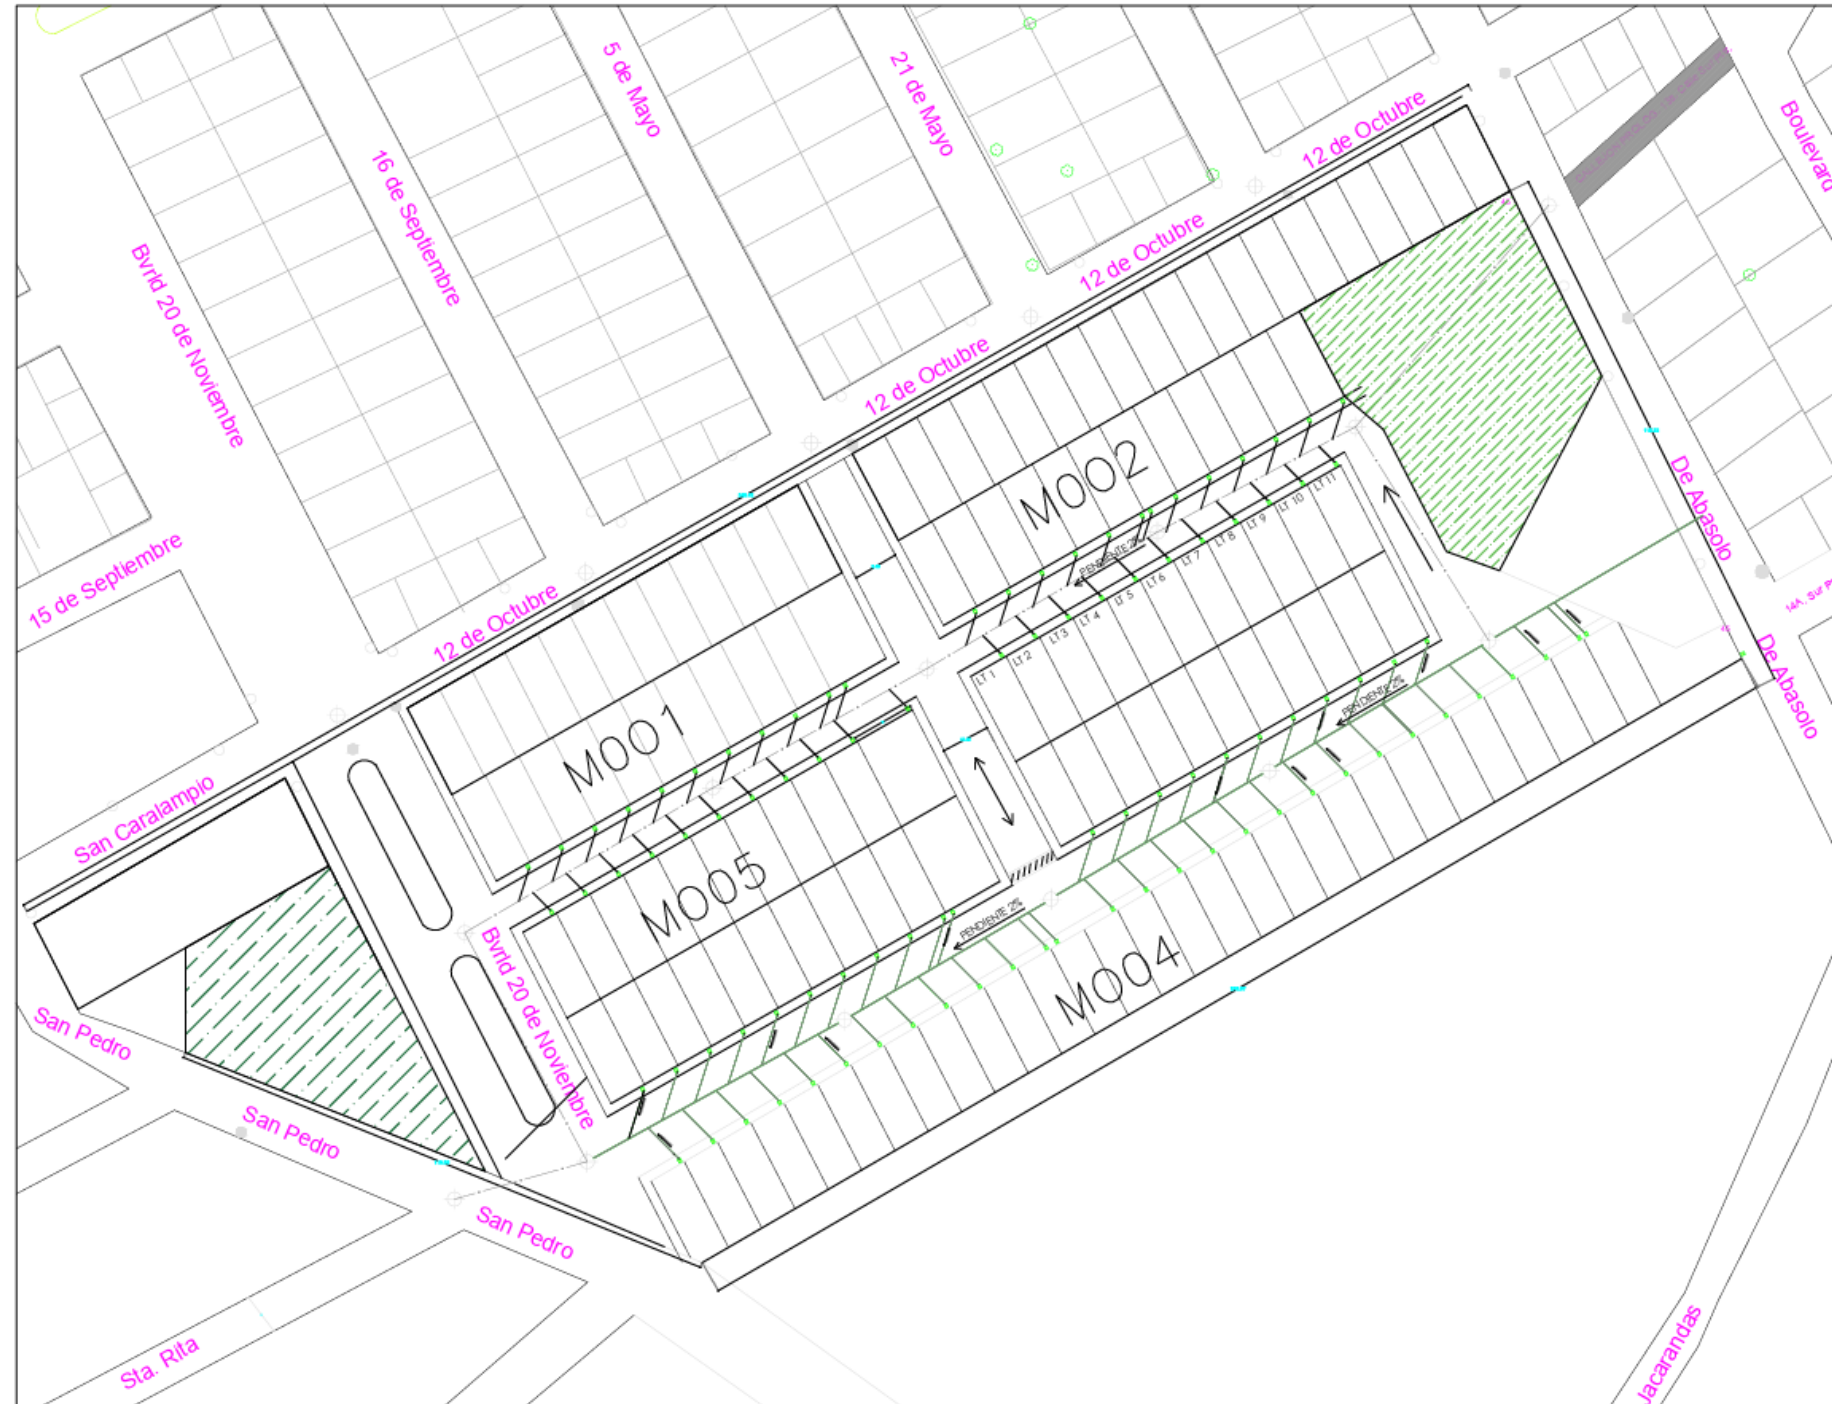 5 de Mayo
21 de Mayo
16 de Septiembre
Bvrld 20 de Noviembre
12 de Octubre
Boulevard
12 de Octubre
12 de Octubre
12 de Octubre
15 de Septiembre
San Caralampio
M002
LT 11
LT 10
LT 9
LT 8
LT 7
LT 6
LT 5
LT 4
LT 3
LT 2
LT 1
PENDIENTE 2%
De Abasolo
De Abasolo
M001
M005
PENDIENTE 2%
PENDIENTE 2%
M004
Bvrld 20 de Noviembre
San Pedro
San Pedro
San Pedro
Sta. Rita
Jacarandas